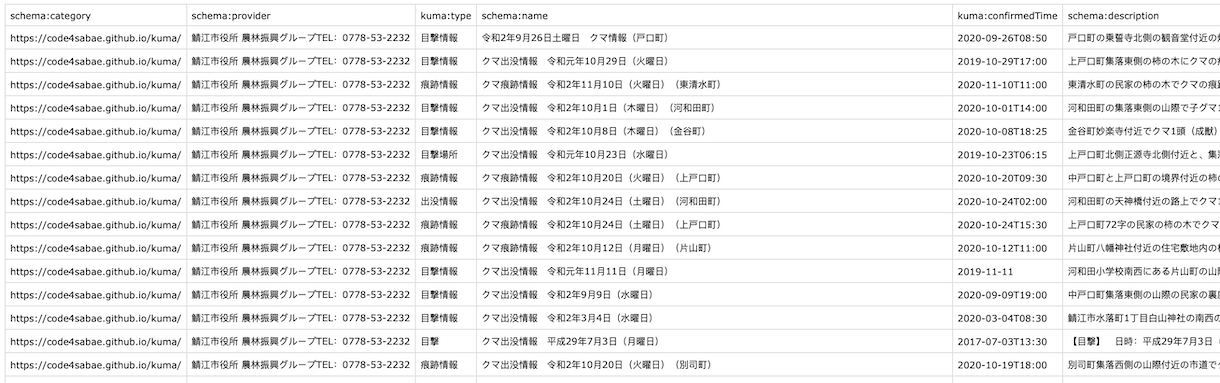 schema:category schema:provider kuma:type schema:name kuma:confirmedTime schema:description
https://code4sabae.github.io/kuma/ 鯖江市役所 農林振興グループTEL：0778-53-2232 目撃情報 令和2年9月26日土曜日　クマ情報（戸口町） 2020-09-26T08:50 戸口町の東誓寺北側の観音堂付近の
https://code4sabae.github.io/kuma/ 鯖江市役所 農林振興グループTEL：0778-53-2232 目撃情報 クマ出没情報　令和元年10月29日（火曜日） 2019-10-29T17:00 上戸口町集落東側の柿の木にクマの
https://code4sabae.github.io/kuma/ 鯖江市役所 農林振興グループTEL：0778-53-2232 痕跡情報 クマ痕跡情報　令和2年11月10日（火曜日）（東清水町） 2020-11-10T11:00 東清水町の民家の柿の木でクマの痕
https://code4sabae.github.io/kuma/ 鯖江市役所 農林振興グループTEL：0778-53-2232 目撃情報 クマ出没情報　令和2年10月1日（木曜日）（河和田町） 2020-10-01T14:00 河和田町の集落東側の山際で子グマ
https://code4sabae.github.io/kuma/ 鯖江市役所 農林振興グループTEL：0778-53-2232 目撃情報 クマ出没情報　令和2年10月8日（木曜日）（金谷町） 2020-10-08T18:25 金谷町妙楽寺付近でクマ1頭（成獣）
https://code4sabae.github.io/kuma/ 鯖江市役所 農林振興グループTEL：0778-53-2232 目撃場所 クマ出没情報　令和元年10月23日（水曜日） 2019-10-23T06:15 上戸口町北側正源寺北側付近と、集
https://code4sabae.github.io/kuma/ 鯖江市役所 農林振興グループTEL：0778-53-2232 痕跡情報 クマ痕跡情報　令和2年10月20日（火曜日）（上戸口町） 2020-10-20T09:30 中戸口町と上戸口町の境界付近の柿
https://code4sabae.github.io/kuma/ 鯖江市役所 農林振興グループTEL：0778-53-2232 出没情報 クマ出没情報　令和2年10月24日（土曜日）（河和田町） 2020-10-24T02:00 河和田町の天神橋付近の路上でクマ
https://code4sabae.github.io/kuma/ 鯖江市役所 農林振興グループTEL：0778-53-2232 痕跡情報 クマ痕跡情報　令和2年10月24日（土曜日）（上戸口町） 2020-10-24T15:30 上戸口町72字の民家の柿の木でクマ
https://code4sabae.github.io/kuma/ 鯖江市役所 農林振興グループTEL：0778-53-2232 痕跡情報 クマ痕跡情報　令和2年10月12日（月曜日）（片山町） 2020-10-12T11:00 片山町八幡神社付近の住宅敷地内の
https://code4sabae.github.io/kuma/ 鯖江市役所 農林振興グループTEL：0778-53-2232 目撃情報 クマ出没情報　令和元年11月11日（月曜日） 2019-11-11 河和田小学校南西にある片山町の山
https://code4sabae.github.io/kuma/ 鯖江市役所 農林振興グループTEL：0778-53-2232 目撃情報 クマ出没情報　令和2年9月9日（水曜日） 2020-09-09T19:00 中戸口町集落東側の山際の民家の裏
https://code4sabae.github.io/kuma/ 鯖江市役所 農林振興グループTEL：0778-53-2232 目撃情報 クマ出没情報　令和2年3月4日（水曜日） 2020-03-04T08:30 鯖江市水落町1丁目白山神社の南西の
https://code4sabae.github.io/kuma/ 鯖江市役所 農林振興グループTEL：0778-53-2232 目撃 クマ出没情報　平成29年7月3日（月曜日） 2017-07-03T13:30 【目撃】　日時：平成29年7月3日
https://code4sabae.github.io/kuma/ 鯖江市役所 農林振興グループTEL：0778-53-2232 痕跡情報 クマ出没情報　令和2年10月20日（火曜日）（別司町） 2020-10-19T18:00 別司町集落西側の山際付近の市道で